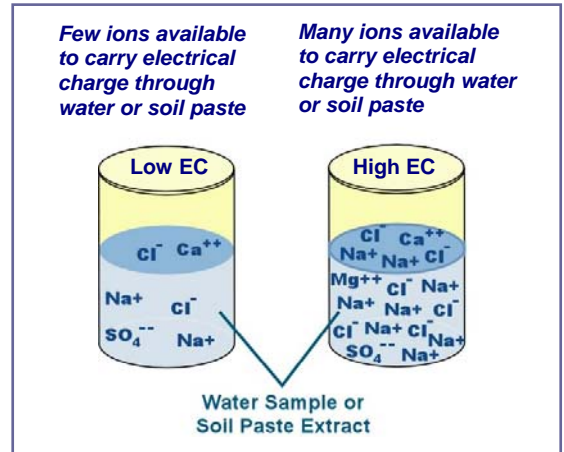 Few ions available
to carry electrical
charge through
water or soil paste
Many ions available
to carry electrical
charge through water
or soil paste
Low EC
Cl⁻ Ca⁺⁺
Na+ Cl⁻
SO₄⁻⁻ Na+
High EC
Cl⁻ Ca⁺⁺
Na+ Na+ Cl⁻
Mg++ Cl⁻ Na+
Na+ Na+ Cl⁻
Cl⁻ Na+ Cl⁻ Na+
SO₄⁻⁻ Na+
Water Sample or
Soil Paste Extract